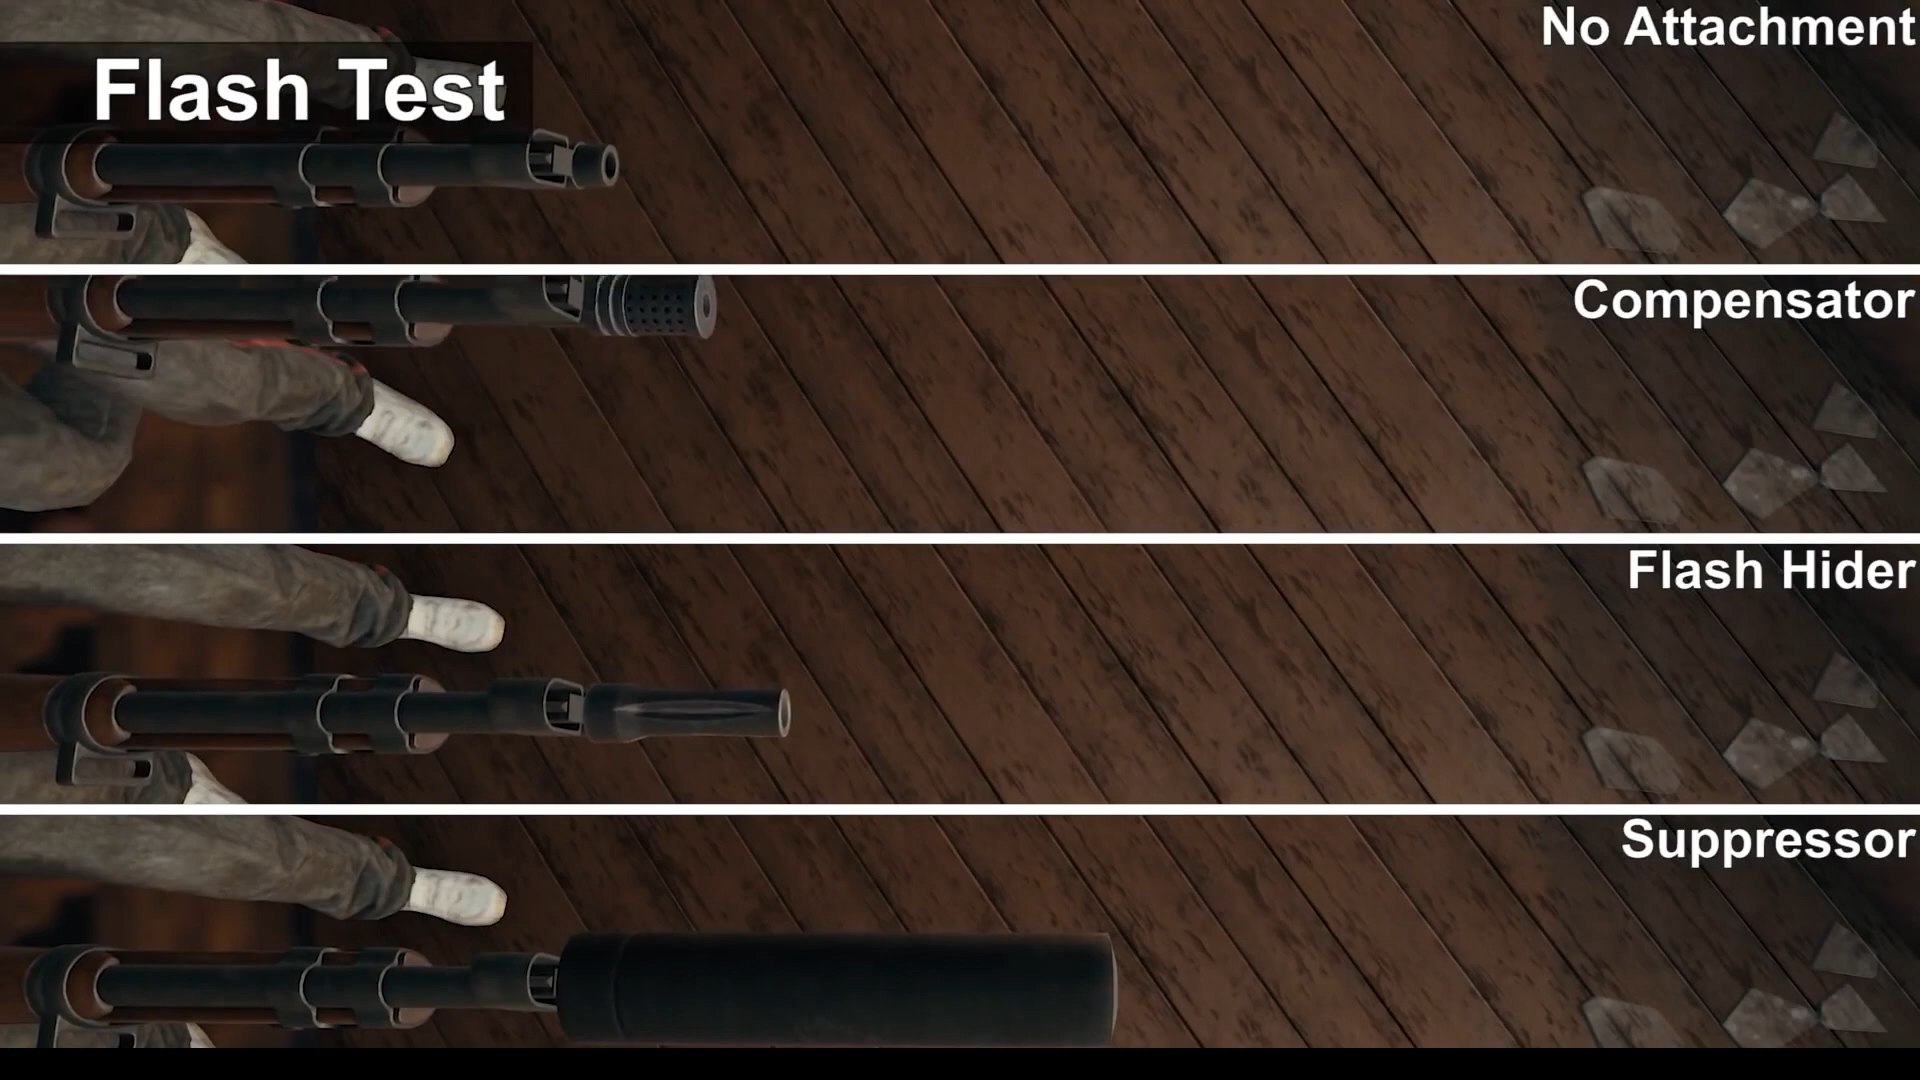 No Attachment
Flash Test
Compensator
Flash Hider
Suppressor